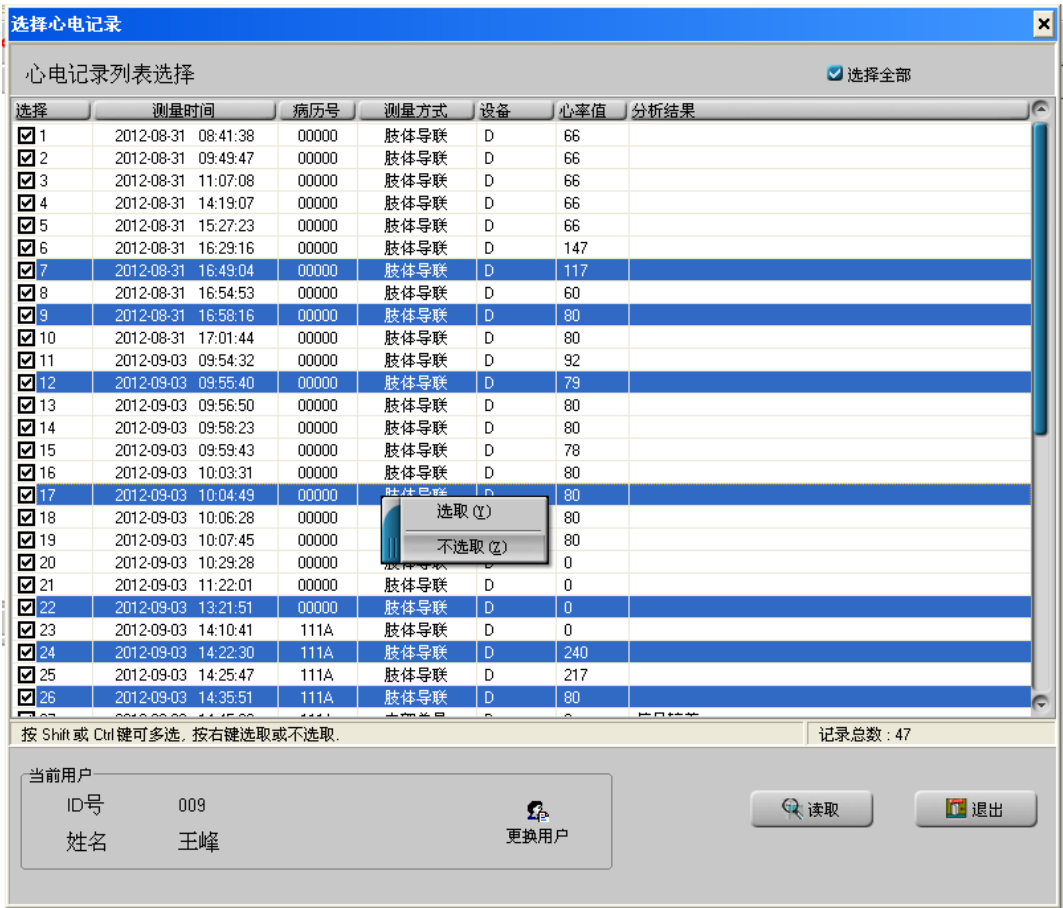 选择心电记录
心电记录列表选择 选择全部
选择 测量时间 病历号 测量方式 设备 心率值 分析结果
1 2012-08-31 08:41:38 00000 肢体导联 D 66
2 2012-08-31 09:49:47 00000 肢体导联 D 66
3 2012-08-31 11:07:08 00000 肢体导联 D 66
4 2012-08-31 14:19:07 00000 肢体导联 D 66
5 2012-08-31 15:27:23 00000 肢体导联 D 66
6 2012-08-31 16:29:16 00000 肢体导联 D 147
7 2012-08-31 16:49:04 00000 肢体导联 D 117
8 2012-08-31 16:54:53 00000 肢体导联 D 60
9 2012-08-31 16:58:16 00000 肢体导联 D 80
10 2012-08-31 17:01:44 00000 肢体导联 D 80
11 2012-09-03 09:54:32 00000 肢体导联 D 92
12 2012-09-03 09:55:40 00000 肢体导联 D 79
13 2012-09-03 09:56:50 00000 肢体导联 D 80
14 2012-09-03 09:58:23 00000 肢体导联 D 80
15 2012-09-03 09:59:43 00000 肢体导联 D 78
16 2012-09-03 10:03:31 00000 肢体导联 D 80
17 2012-09-03 10:04:49 00000 肢体导联 D 80
选取(Y)
18 2012-09-03 10:06:28 00000 80
19 2012-09-03 10:07:45 00000 80
不选取(Z)
20 2012-09-03 10:29:28 00000 肢体导联 D 0
21 2012-09-03 11:22:01 00000 肢体导联 D 0
22 2012-09-03 13:21:51 00000 肢体导联 D 0
23 2012-09-03 14:10:41 111A 肢体导联 D 0
24 2012-09-03 14:22:30 111A 肢体导联 D 240
25 2012-09-03 14:25:47 111A 肢体导联 D 217
26 2012-09-03 14:35:51 111A 肢体导联 D 80
按 Shift 或 Ctrl 键可多选, 按右键选取或不选取. 记录总数 : 47
当前用户
ID号 009
姓名 王峰
更换用户
读取 退出